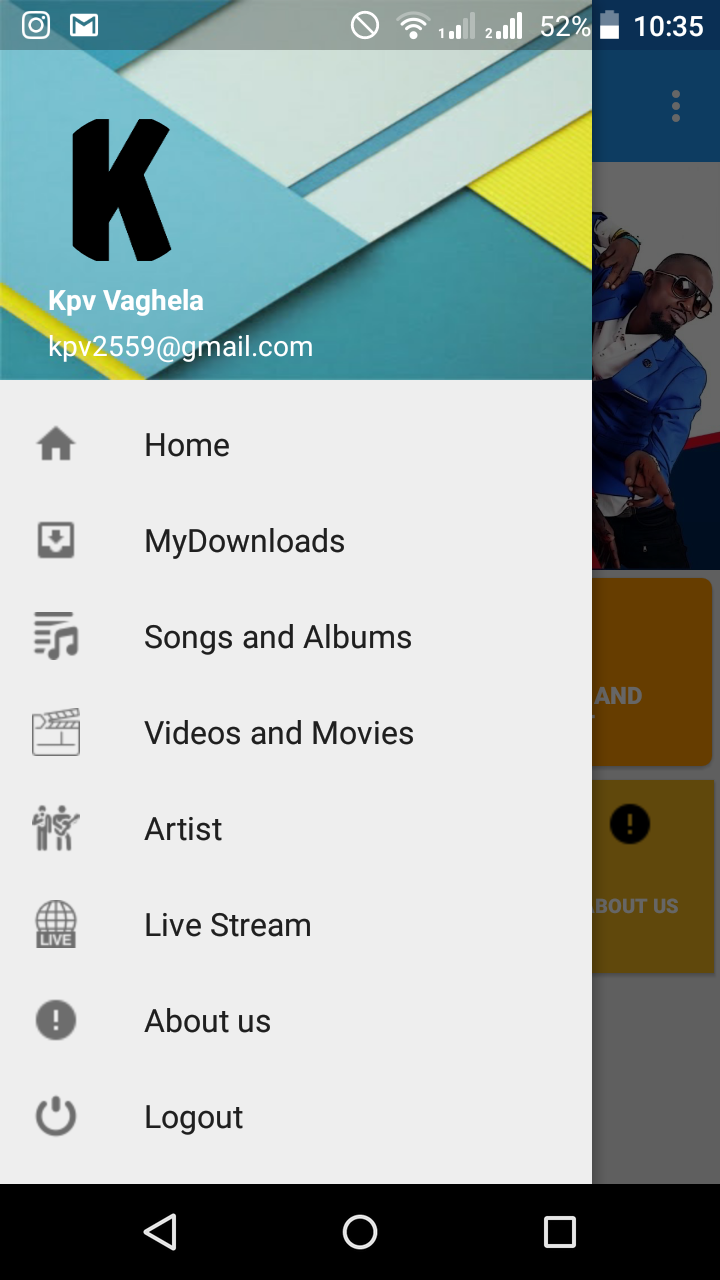 1 2 52% 10:35
K
Kpv Vaghela
kpv2559@gmail.com
Home
MyDownloads
Songs and Albums
Videos and Movies
Artist
LIVE
Live Stream
About us
Logout
AND
BOUT US